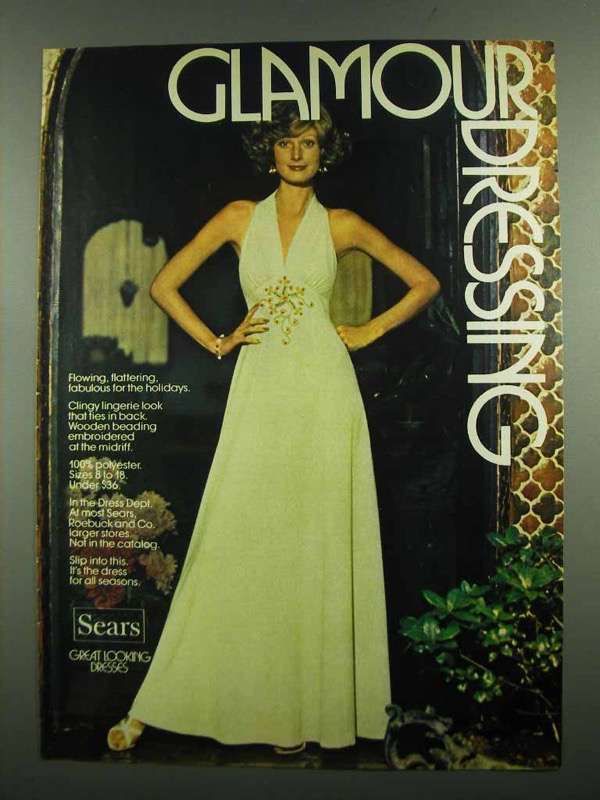 GLAMOUR
DRESSING
Flowing, flattering,
fabulous for the holidays.
Clingy lingerie look
that ties in back.
Wooden beading
embroidered
at the midriff.
100% polyester.
Sizes 8 to 18.
Under $36.
In the Dress Dept.
At most Sears,
Roebuck and Co.
larger stores.
Not in the catalog.
Slip into this.
It's the dress
for all seasons.
Sears
GREAT LOOKING
DRESSES